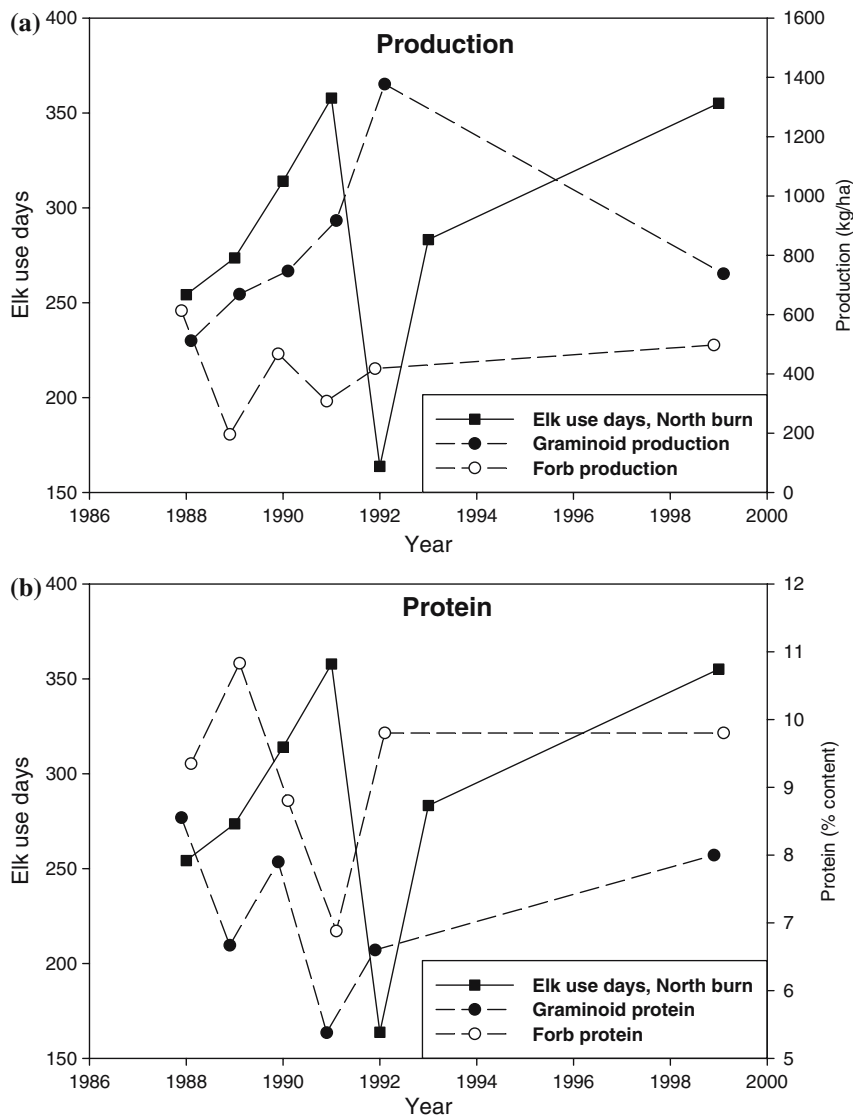 (a)
Production
Elk use days
400
350
300
250
200
150
1600
1400
1200
1000
800
600
400
200
0
Production (kg/ha)
Elk use days, North burn
Graminoid production
Forb production
1986 1988 1990 1992 1994 1996 1998 2000
Year
(b)
Protein
Elk use days
400
350
300
250
200
150
12
11
10
9
8
7
6
5
Protein (% content)
Elk use days, North burn
Graminoid protein
Forb protein
1986 1988 1990 1992 1994 1996 1998 2000
Year